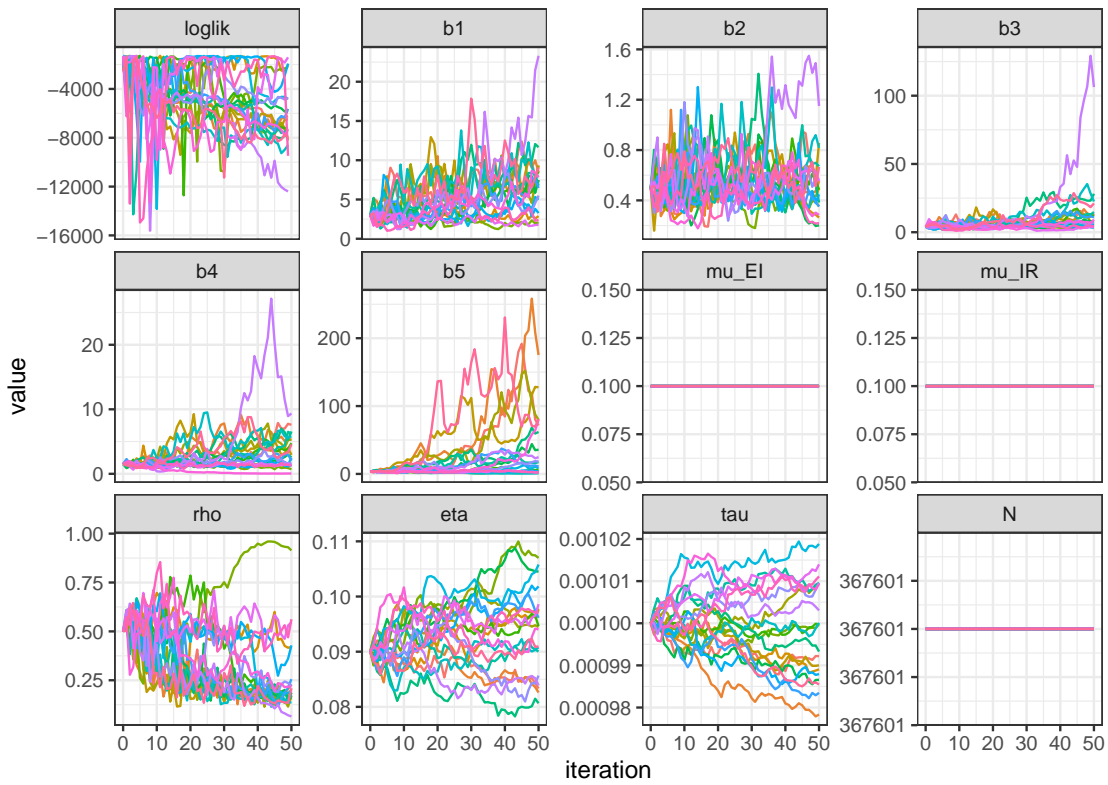 loglik b1 b2 b3
−4000 −8000 −12000 −16000
20 15 10 5 0
1.6 1.2 0.8 0.4
100 50 0
b4 b5 mu_EI mu_IR
20 10 0
200 100 0
0.150 0.125 0.100 0.075 0.050
0.150 0.125 0.100 0.075 0.050
rho eta tau N
1.00 0.75 0.50 0.25
0.11 0.10 0.09 0.08
0.00102 0.00101 0.00100 0.00099 0.00098
367601 367601 367601 367601
0 10 20 30 40 50 0 10 20 30 40 50 0 10 20 30 40 50 0 10 20 30 40 50
iteration
value